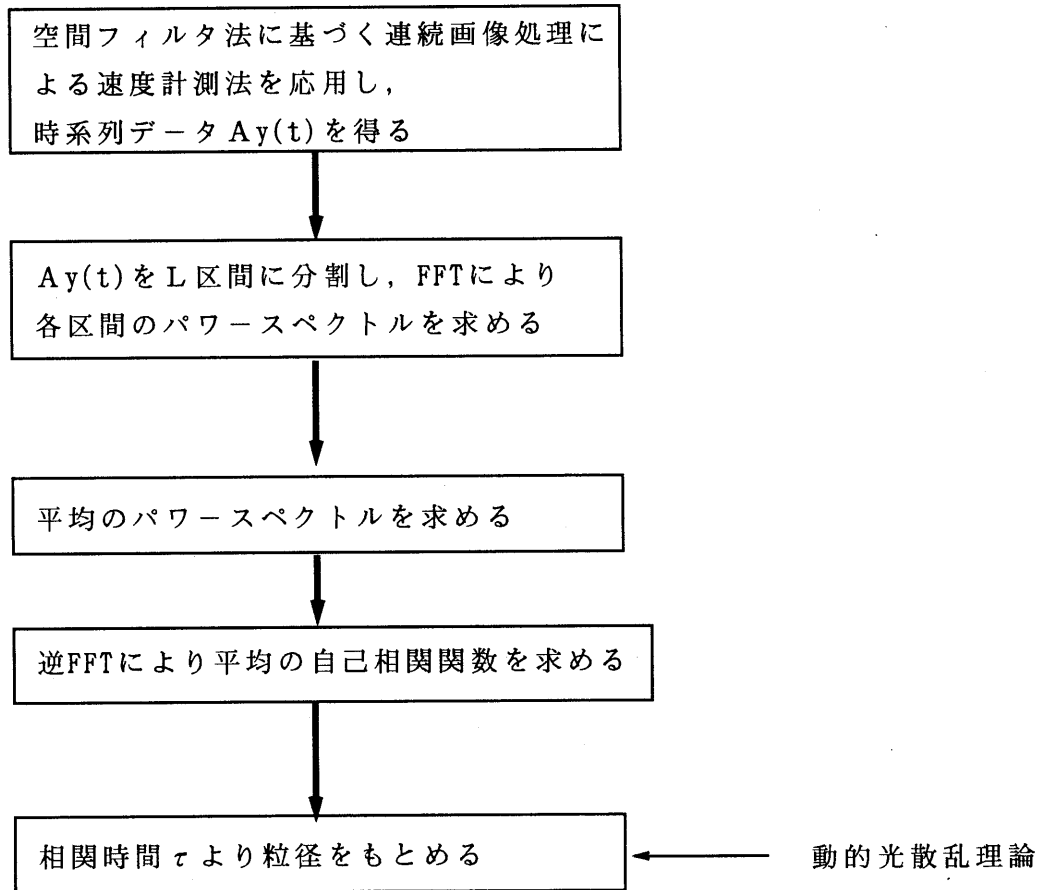 空間フィルタ法に基づく連続画像処理に
よる速度計測法を応用し,
時系列データAy(t)を得る
Ay(t)をL区間に分割し, FFTにより
各区間のパワースペクトルを求める
平均のパワースペクトルを求める
逆FFTにより平均の自己相関関数を求める
相関時間τより粒径をもとめる
動的光散乱理論